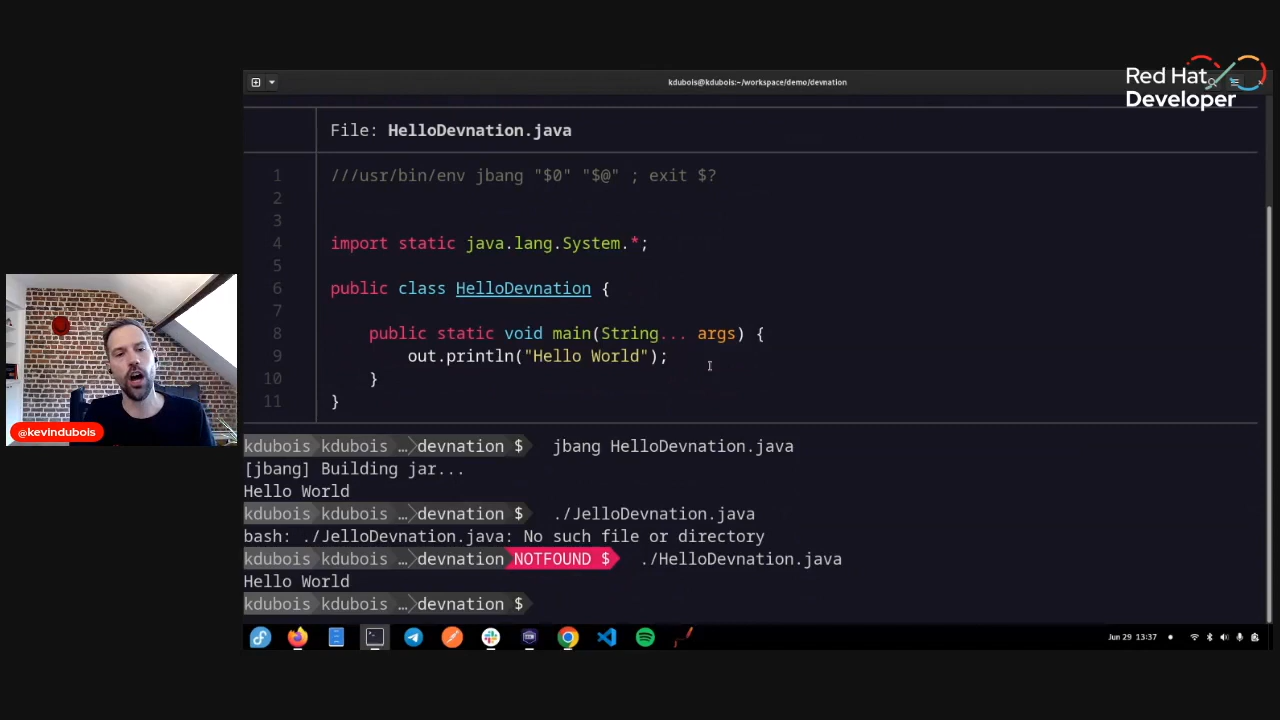 Red Hat
Developer
kdubois@kdubois:~/workspace/demo/devnation
File: HelloDevnation.java
1 ///usr/bin/env jbang "$0" "$@" ; exit $?
2
3
4 import static java.lang.System.*;
5
6 public class HelloDevnation {
7
8 public static void main(String... args) {
9 out.println("Hello World");
10 }
11 }
@kevindubois
kdubois kdubois …devnation $ jbang HelloDevnation.java
[jbang] Building jar...
Hello World
kdubois kdubois …devnation $ ./JelloDevnation.java
bash: ./JelloDevnation.java: No such file or directory
kdubois kdubois …devnation NOTFOUND $ ./HelloDevnation.java
Hello World
kdubois kdubois …devnation $
Jun 29 13:37